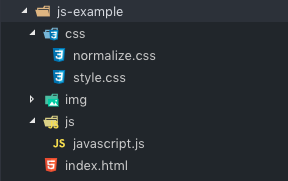 js-example
css
normalize.css
style.css
img
js
JS javascript.js
index.html